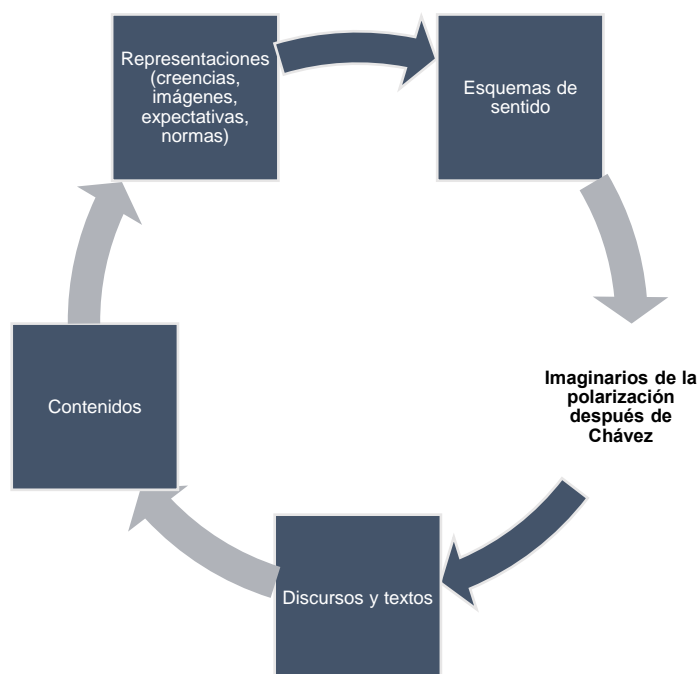 Representaciones
(creencias,
imágenes,
expectativas,
normas)
Esquemas de
sentido
Imaginarios de la
polarización
después de
Chávez
Discursos y textos
Contenidos